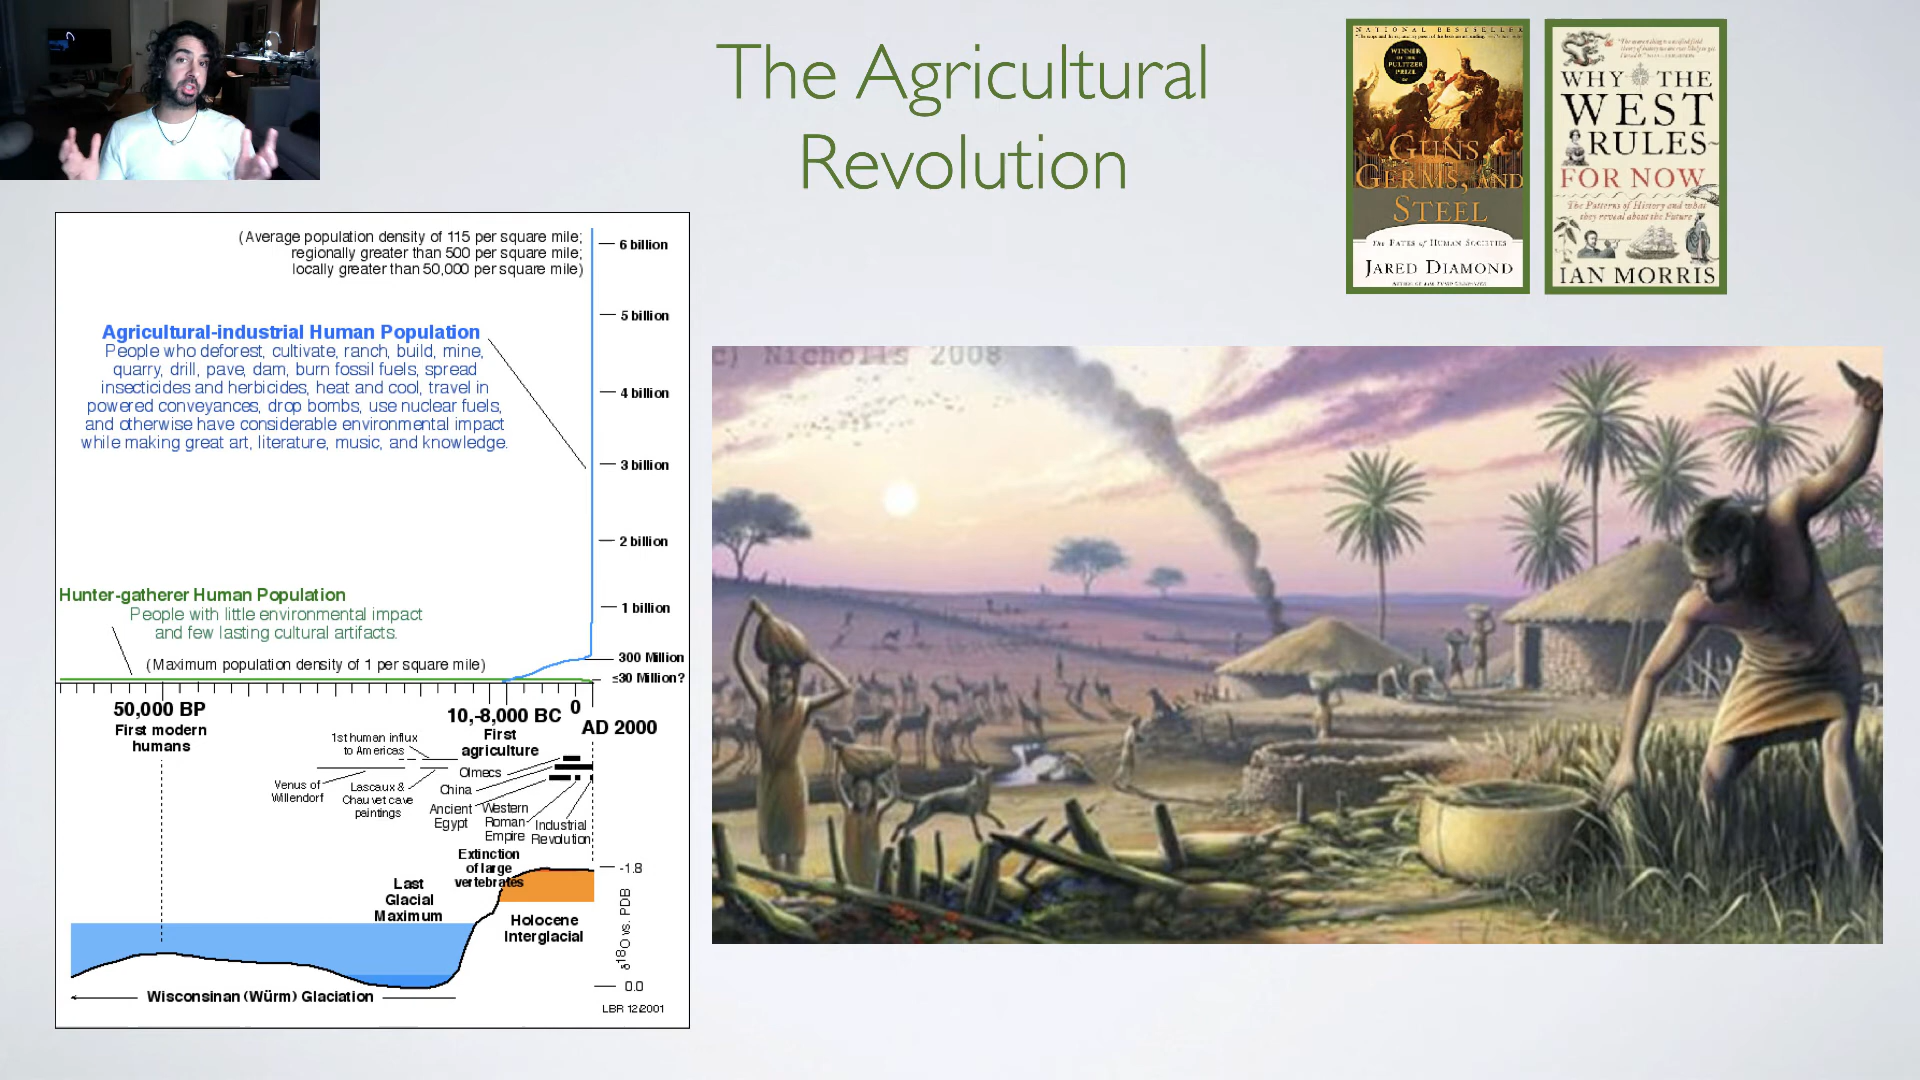 The Agricultural
Revolution
NATIONAL BESTSELLER
WINNER
OF THE
PULITZER
PRIZE
GUNS,
GERMS, AND
STEEL
The FATES of HUMAN SOCIETIES
JARED DIAMOND
WHY THE
WEST
RULES
FOR NOW
The Patterns of History and what
they reveal about the Future
IAN MORRIS
(Average population density of 115 per square mile;
regionally greater than 500 per square mile;
locally greater than 50,000 per square mile)
6 billion
5 billion
Agricultural-industrial Human Population
People who deforest, cultivate, ranch, build, mine,
quarry, drill, pave, dam, burn fossil fuels, spread
insecticides and herbicides, heat and cool, travel in
powered conveyances, drop bombs, use nuclear fuels,
and otherwise have considerable environmental impact
while making great art, literature, music, and knowledge.
4 billion
3 billion
2 billion
Hunter-gatherer Human Population
People with little environmental impact
and few lasting cultural artifacts.
1 billion
(Maximum population density of 1 per square mile)
300 Million
≤30 Million?
50,000 BP
First modern
humans
10,-8,000 BC
First
agriculture
0
AD 2000
1st human influx
to Americas
Venus of
Willendorf
Lascaux &
Chauvet cave
paintings
Olmecs
China
Ancient
Egypt
Western
Roman
Empire
Industrial
Revolution
Extinction
of large
vertebrates
Last
Glacial
Maximum
Holocene
Interglacial
-1.8
δ18O vs. PDB
0.0
Wisconsinan (Würm) Glaciation
LBR 12/2001
c) Nicholls 2008